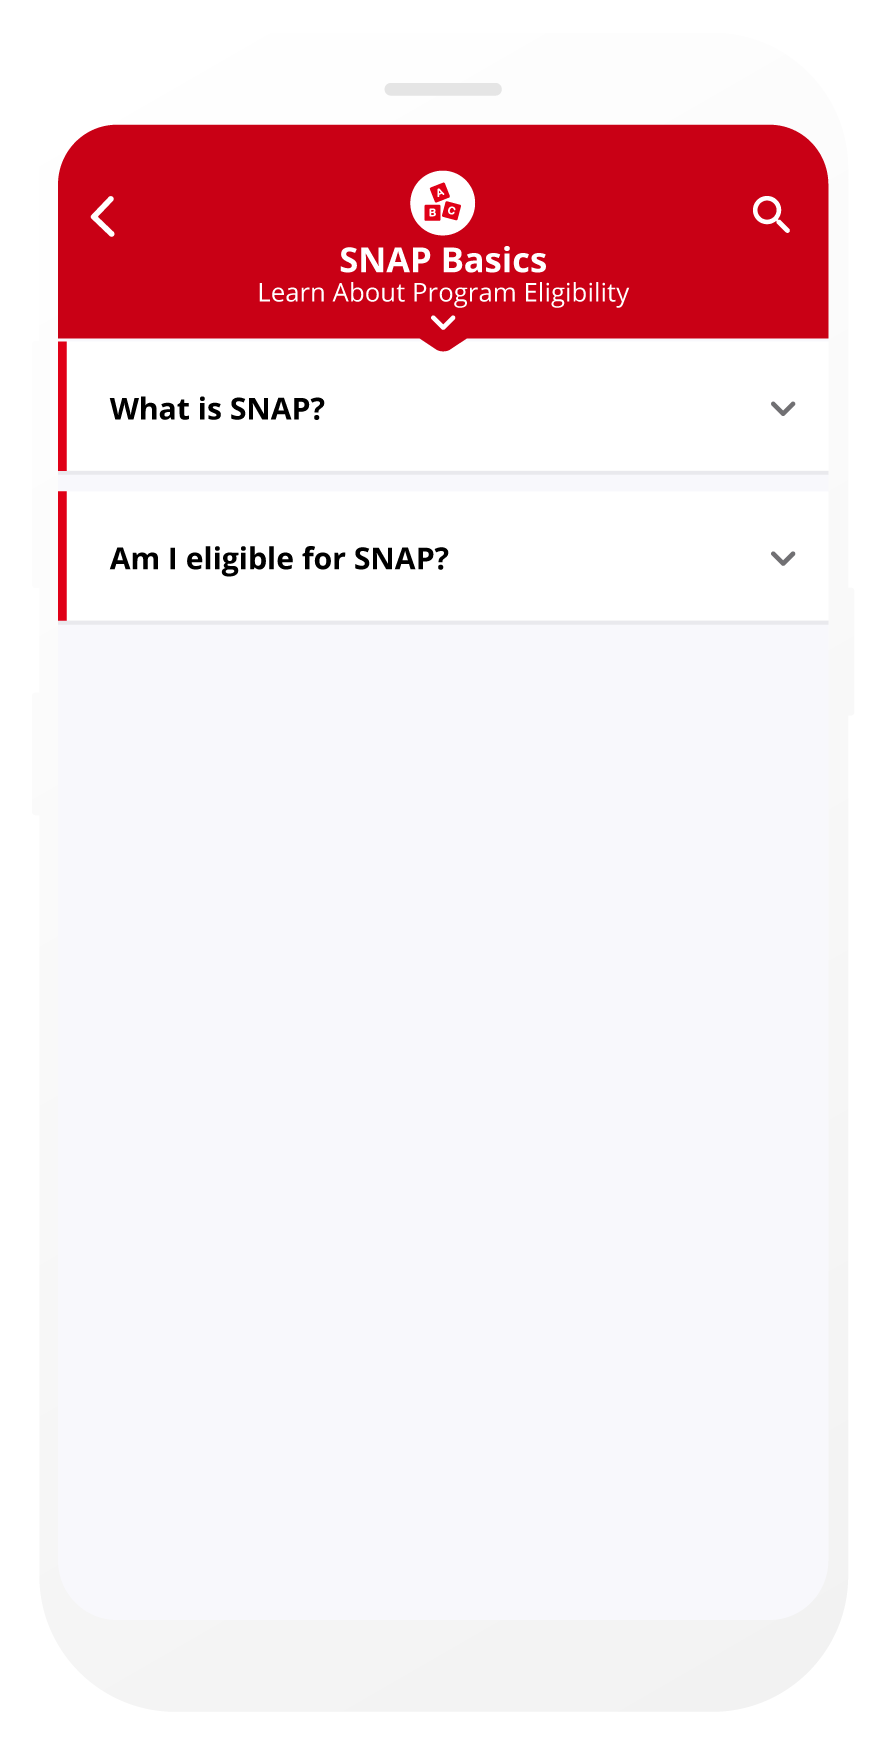 A
B C
SNAP Basics
Learn About Program Eligibility
What is SNAP?
Am I eligible for SNAP?